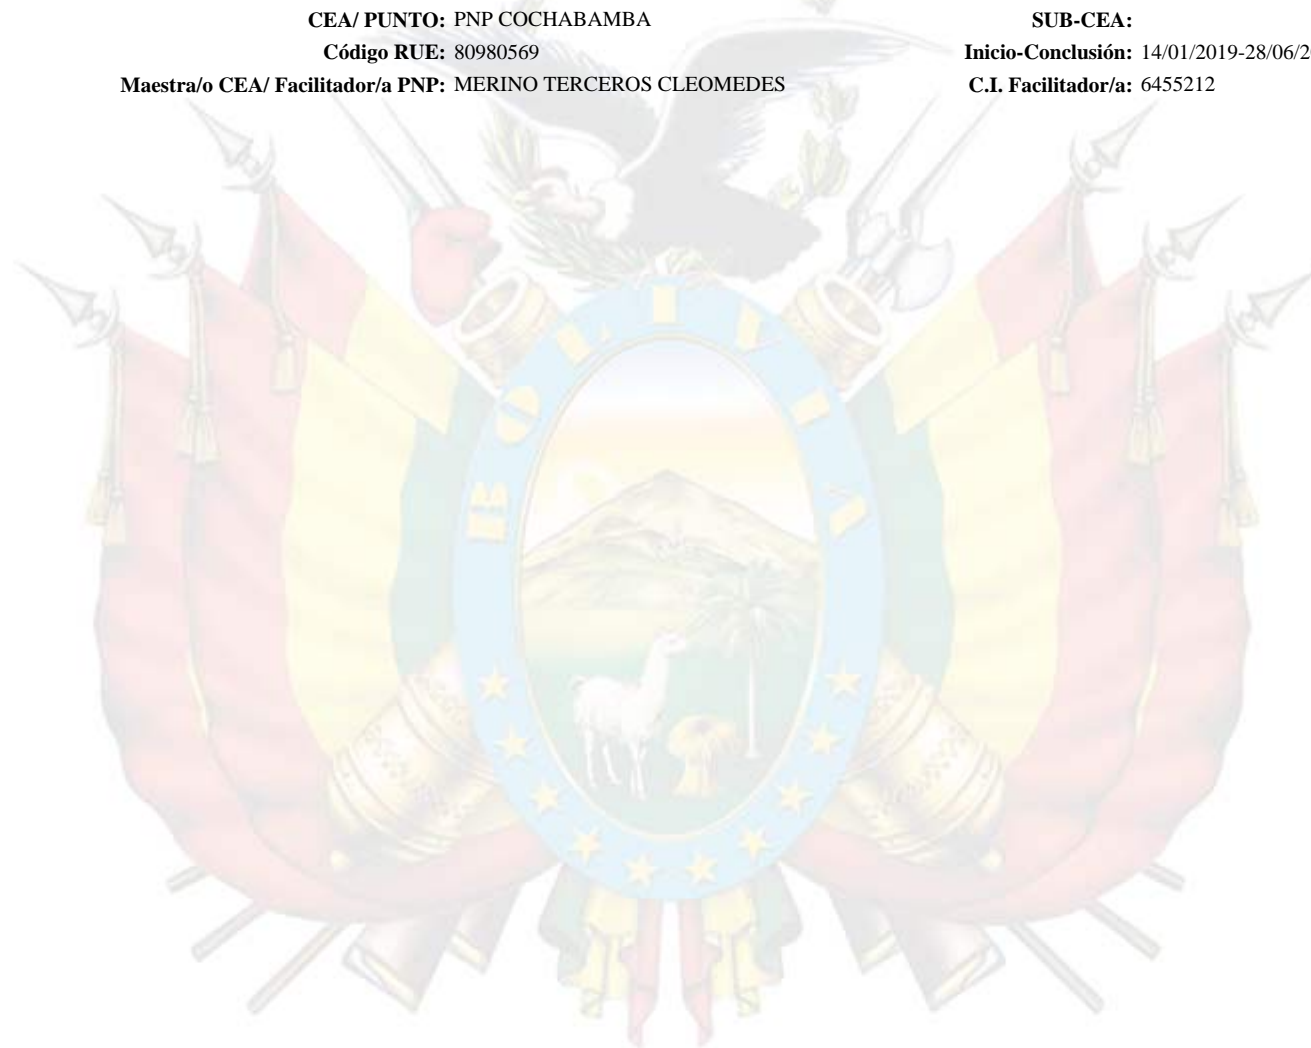 CEA/ PUNTO: PNP COCHABAMBA SUB-CEA:
Código RUE: 80980569 Inicio-Conclusión: 14/01/2019-28/06/2
Maestra/o CEA/ Facilitador/a PNP: MERINO TERCEROS CLEOMEDES C.I. Facilitador/a: 6455212
BOLIVIA